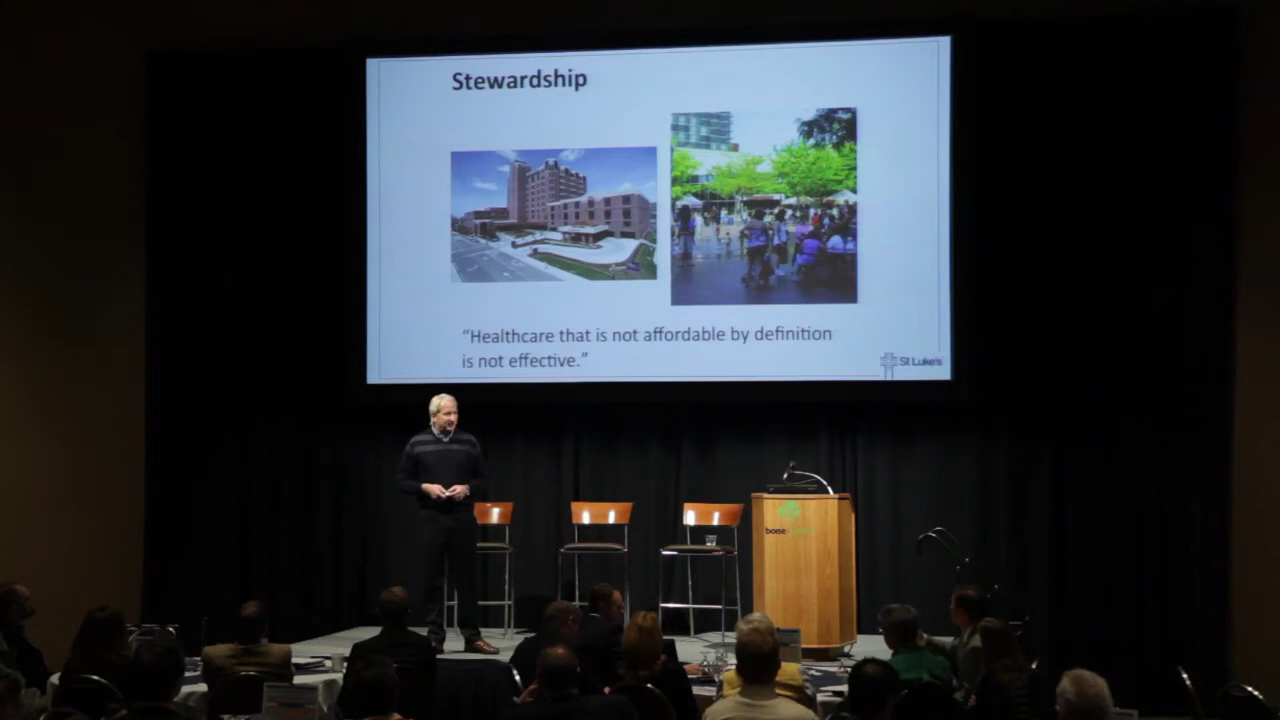 Stewardship
“Healthcare that is not affordable by definition
is not effective.”
St Luke's
boise